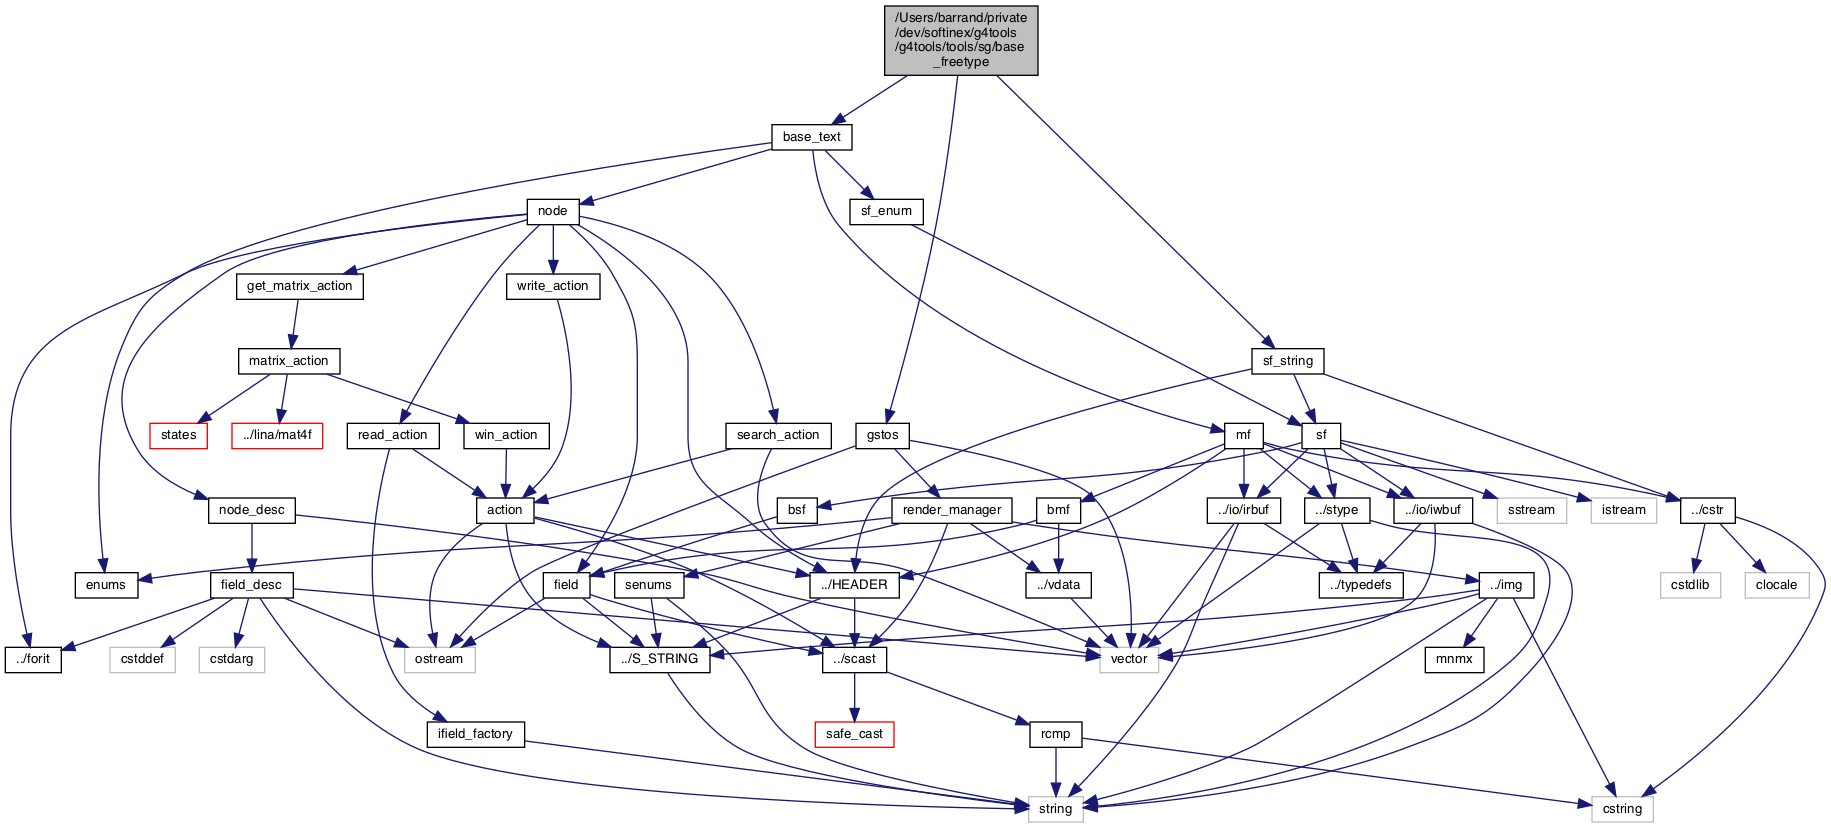 /Users/barrand/private
/dev/softinex/g4tools
/g4tools/tools/sg/base
_freetype
base_text
node
sf_enum
get_matrix_action
write_action
matrix_action
sf_string
states
../lina/mat4f
read_action
win_action
search_action
gstos
mf
sf
node_desc
action
bsf
render_manager
bmf
../io/irbuf
../stype
../io/iwbuf
sstream
istream
../cstr
enums
field_desc
field
senums
../HEADER
../vdata
../typedefs
../img
cstdlib
clocale
../forit
cstddef
cstdarg
ostream
../S_STRING
../scast
vector
mnmx
ifield_factory
safe_cast
rcmp
string
cstring